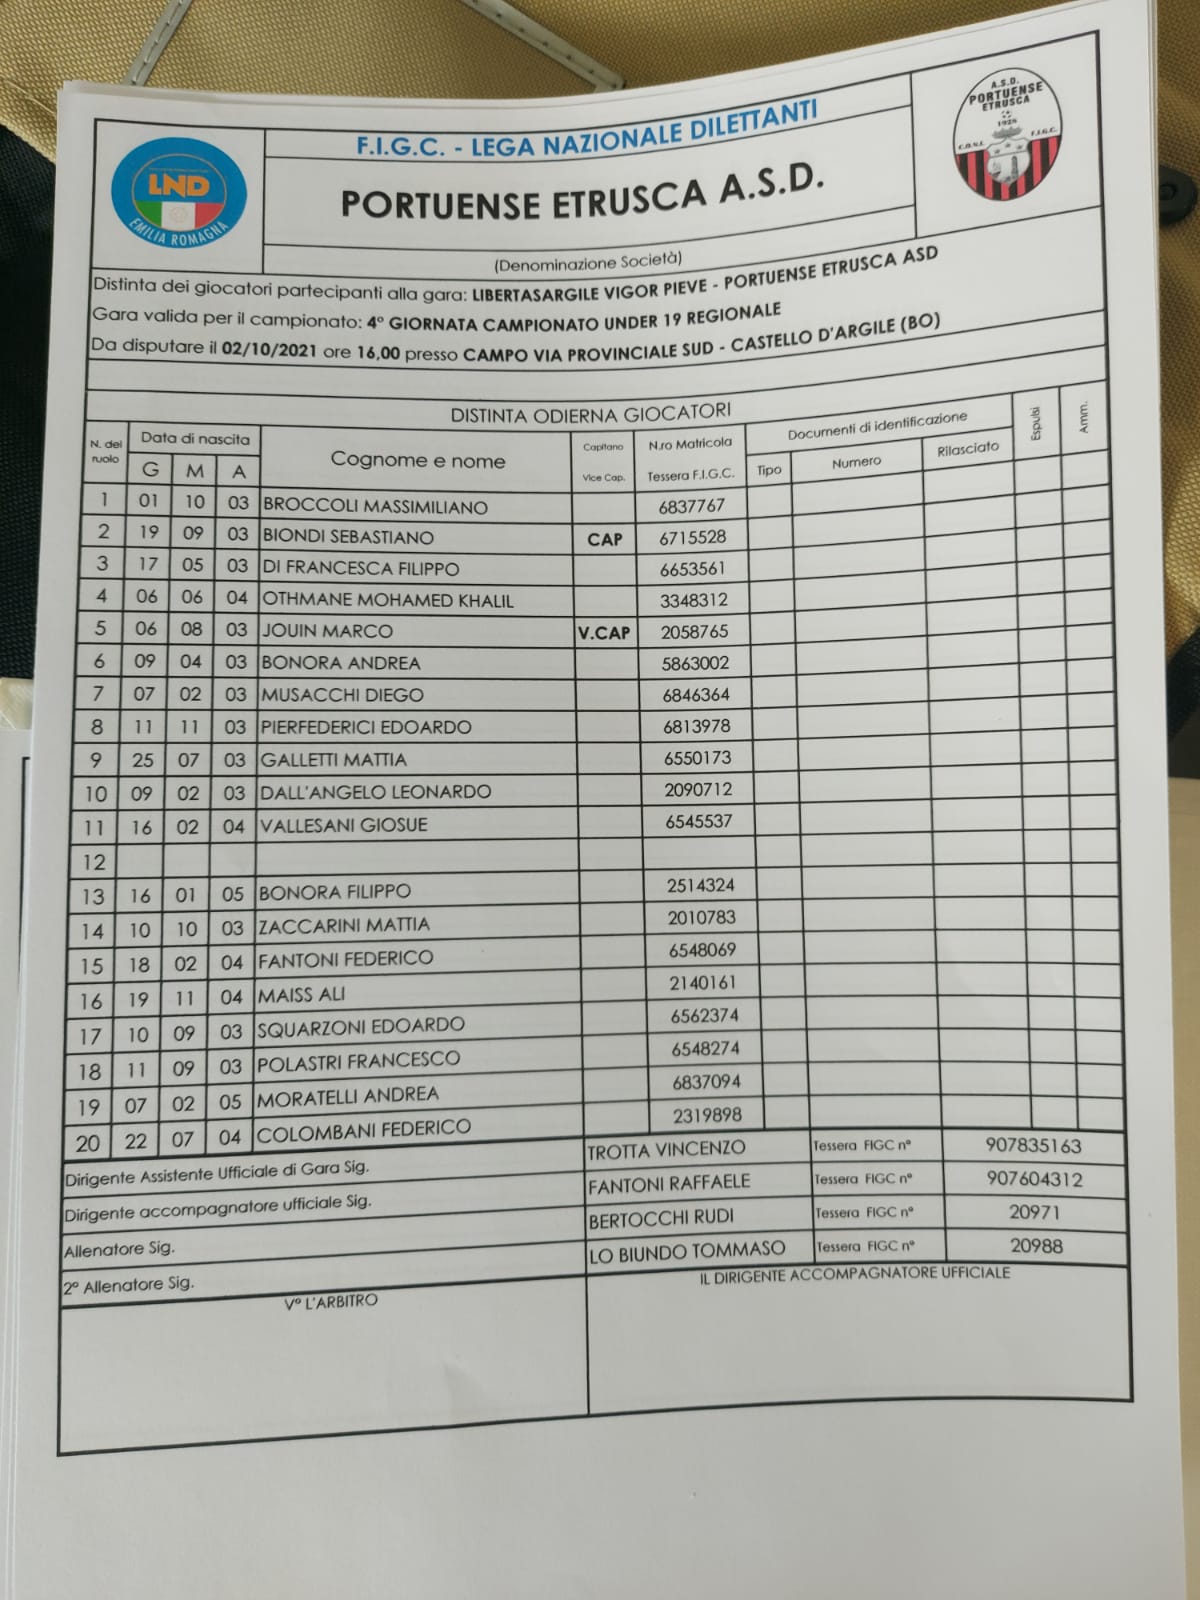 LND
EMILIA ROMAGNA
F.I.G.C. - LEGA NAZIONALE DILETTANTI
PORTUENSE ETRUSCA A.S.D.
(Denominazione Società)
A.S.D.
PORTUENSE
ETRUSCA
1928
C.O.N.I. F.I.G.C.
Distinta dei giocatori partecipanti alla gara: LIBERTASARGILE VIGOR PIEVE - PORTUENSE ETRUSCA ASD
Gara valida per il campionato: 4° GIORNATA CAMPIONATO UNDER 19 REGIONALE
Da disputare il 02/10/2021 ore 16,00 presso CAMPO VIA PROVINCIALE SUD - CASTELLO D'ARGILE (BO)
DISTINTA ODIERNA GIOCATORI
N. del ruolo Data di nascita G M A Cognome e nome Capitano Vice Cap. N.ro Matricola Tessera F.I.G.C. Documenti di identificazione Tipo Numero Rilasciato Espulsi Amm.
1 01 10 03 BROCCOLI MASSIMILIANO 6837767
2 19 09 03 BIONDI SEBASTIANO CAP 6715528
3 17 05 03 DI FRANCESCA FILIPPO 6653561
4 06 06 04 OTHMANE MOHAMED KHALIL 3348312
5 06 08 03 JOUIN MARCO V.CAP 2058765
6 09 04 03 BONORA ANDREA 5863002
7 07 02 03 MUSACCHI DIEGO 6846364
8 11 11 03 PIERFEDERICI EDOARDO 6813978
9 25 07 03 GALLETTI MATTIA 6550173
10 09 02 03 DALL'ANGELO LEONARDO 2090712
11 16 02 04 VALLESANI GIOSUE 6545537
12
13 16 01 05 BONORA FILIPPO 2514324
14 10 10 03 ZACCARINI MATTIA 2010783
15 18 02 04 FANTONI FEDERICO 6548069
16 19 11 04 MAISS ALI 2140161
17 10 09 03 SQUARZONI EDOARDO 6562374
18 11 09 03 POLASTRI FRANCESCO 6548274
19 07 02 05 MORATELLI ANDREA 6837094
20 22 07 04 COLOMBANI FEDERICO 2319898
Dirigente Assistente Ufficiale di Gara Sig. TROTTA VINCENZO Tessera FIGC n° 907835163
Dirigente accompagnatore ufficiale Sig. FANTONI RAFFAELE Tessera FIGC n° 907604312
Allenatore Sig. BERTOCCHI RUDI Tessera FIGC n° 20971
2° Allenatore Sig. LO BIUNDO TOMMASO Tessera FIGC n° 20988
V° L'ARBITRO IL DIRIGENTE ACCOMPAGNATORE UFFICIALE